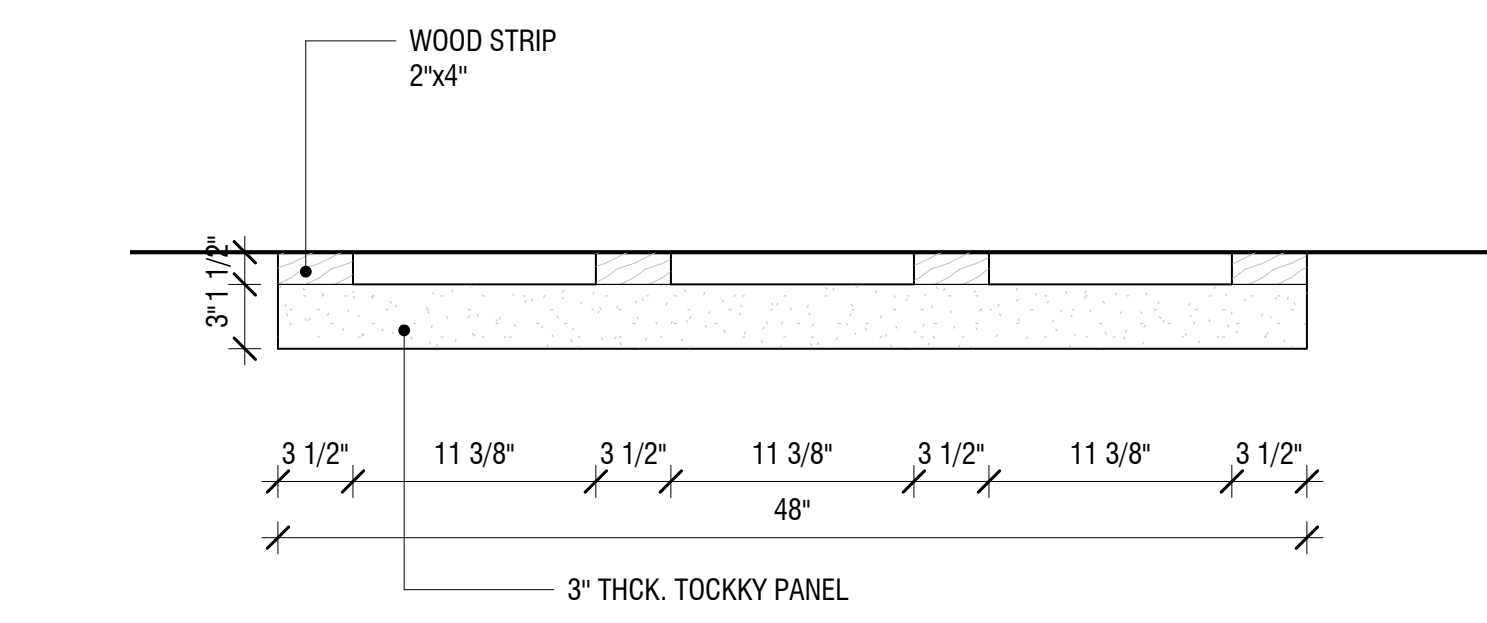 WOOD STRIP
2"x4"
1 1/2"
3"
3 1/2" 11 3/8" 3 1/2" 11 3/8" 3 1/2" 11 3/8" 3 1/2"
48"
3" THCK. TOCKKY PANEL